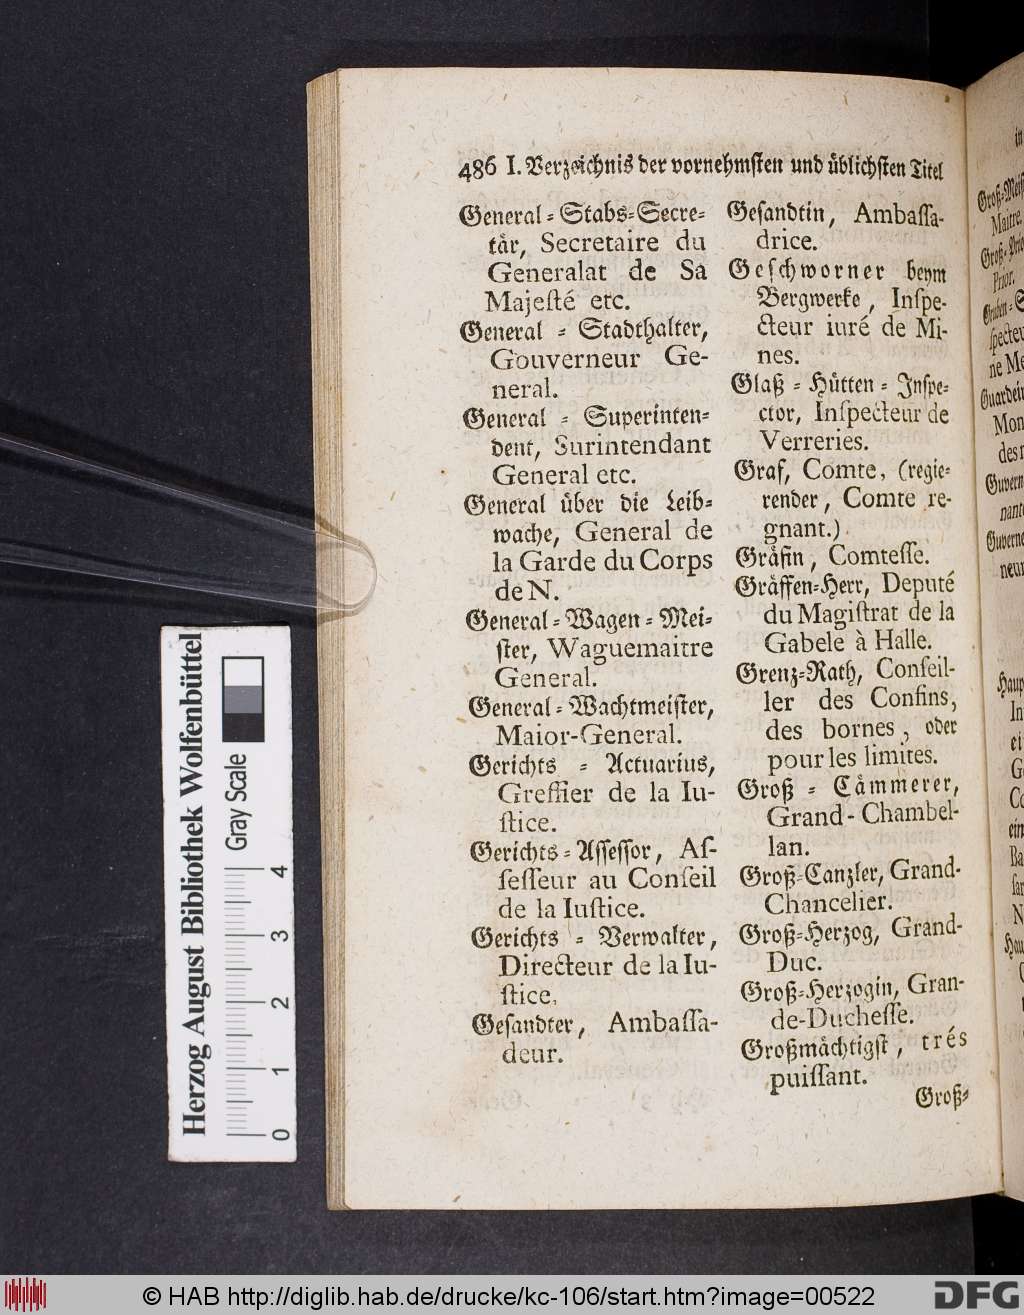 486 I. Verzeichnis der vornehmsten und üblichsten Titel
General-Stabs-Secre-
tär, Secretaire du
Generalat de Sa
Majeſté etc.
General - Stadthalter,
Gouverneur Ge-
neral.
General - Superinten-
dent, Surintendant
General etc.
General über die Leib-
wache, General de
la Garde du Corps
de N.
General-Wagen-Mei-
ster, Waguemaitre
General.
General-Wachtmeister,
Maior-General.
Gerichts - Actuarius,
Greffier de la Iu-
ſtice.
Gerichts-Assessor, Aſ-
ſeſſeur au Conſeil
de la Iuſtice.
Gerichts - Verwalter,
Directeur de la Iu-
ſtice.
Gesandter, Ambaſſa-
deur.
Gesandtin, Ambaſſa-
drice.
Geschworner beym
Bergwerke, Inſpe-
cteur iuré de Mi-
nes.
Glaß-Hütten-Inspe-
ctor, Inſpecteur de
Verreries.
Graf, Comte, (regie-
render, Comte re-
gnant.)
Gräfin, Comteſſe.
Gräffen-Herr, Deputé
du Magiſtrat de la
Gabele à Halle.
Grenz-Rath, Conſeil-
ler des Confins,
des bornes, oder
pour les limites.
Groß - Cämmerer,
Grand-Chambel-
lan.
Groß-Canzler, Grand-
Chancelier.
Groß-Herzog, Grand-
Duc.
Groß-Herzogin, Gran-
de-Ducheſſe.
Großmächtigst, trés
puiſſant.
Groß-
Herzog August Bibliothek Wolfenbüttel
Gray Scale
0 1 2 3 4
© HAB http://diglib.hab.de/drucke/kc-106/start.htm?image=00522
DFG